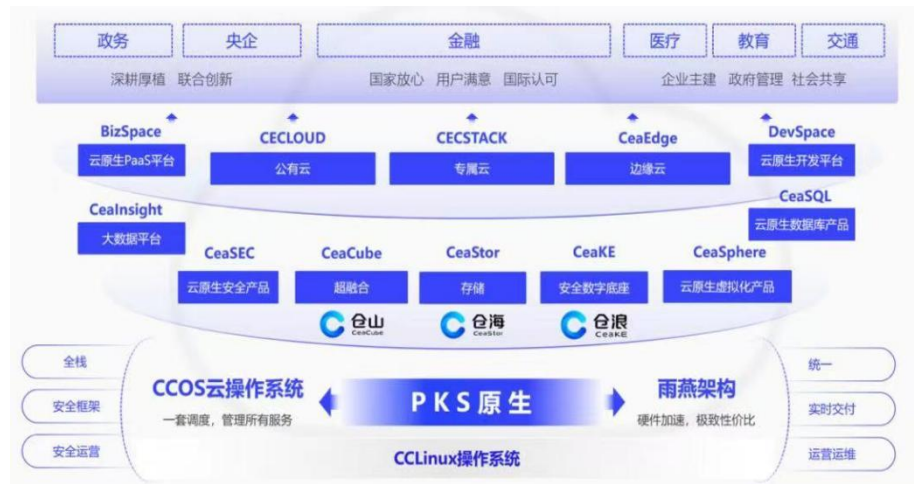 政务 央企 金融 医疗 教育 交通
深耕厚植 联合创新 国家放心 用户满意 国际认可 企业主建 政府管理 社会共享
BizSpace CECLOUD CECSTACK CeaEdge DevSpace
云原生PaaS平台 公有云 专属云 边缘云 云原生开发平台
CeaInsight CeaSQL
大数据平台 云原生数据库产品
CeaSEC CeaCube CeaStor CeaKE CeaSphere
云原生安全产品 超融合 存储 安全数字底座 云原生虚拟化产品
仓山 仓海 仓浪
CeaCube CeaStor CeaKE
全栈 统一
CCOS云操作系统 PKS原生 雨燕架构
安全框架 实时交付
一套调度，管理所有服务 硬件加速，极致性价比
安全运营 运营运维
CCLinux操作系统